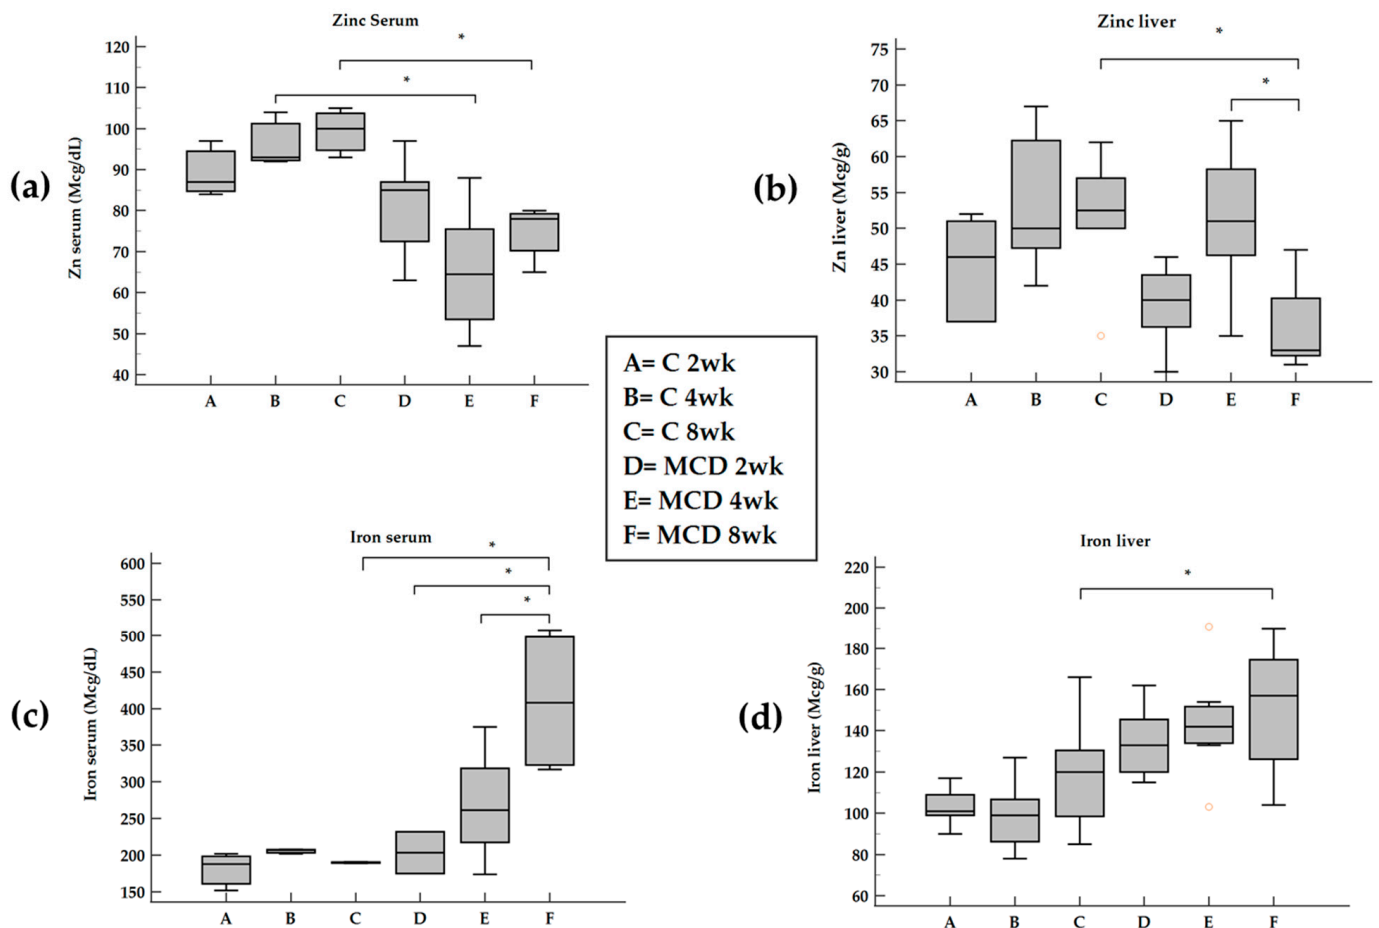 Zinc Serum
*
*
120
110
100
90
80
70
60
50
40
Zn serum (Mcg/dL)
(a)
A B C D E F
Zinc liver
*
*
75
70
65
60
55
50
45
40
35
30
Zn liver (Mcg/g)
(b)
A B C D E F
A= C 2wk
B= C 4wk
C= C 8wk
D= MCD 2wk
E= MCD 4wk
F= MCD 8wk
Iron serum
*
*
*
600
550
500
450
400
350
300
250
200
150
Iron serum (Mcg/dL)
(c)
A B C D E F
Iron liver
*
220
200
180
160
140
120
100
80
60
Iron liver (Mcg/g)
(d)
A B C D E F